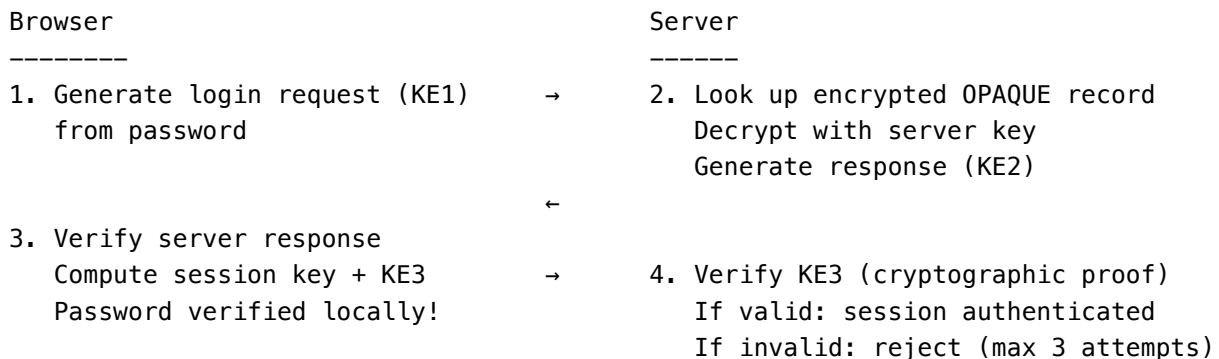 Browser                                    Server
--------                                   ------
1. Generate login request (KE1)     →      2. Look up encrypted OPAQUE record
   from password                              Decrypt with server key
                                              Generate response (KE2)
                                    ←
3. Verify server response
   Compute session key + KE3        →      4. Verify KE3 (cryptographic proof)
   Password verified locally!                 If valid: session authenticated
                                              If invalid: reject (max 3 attempts)